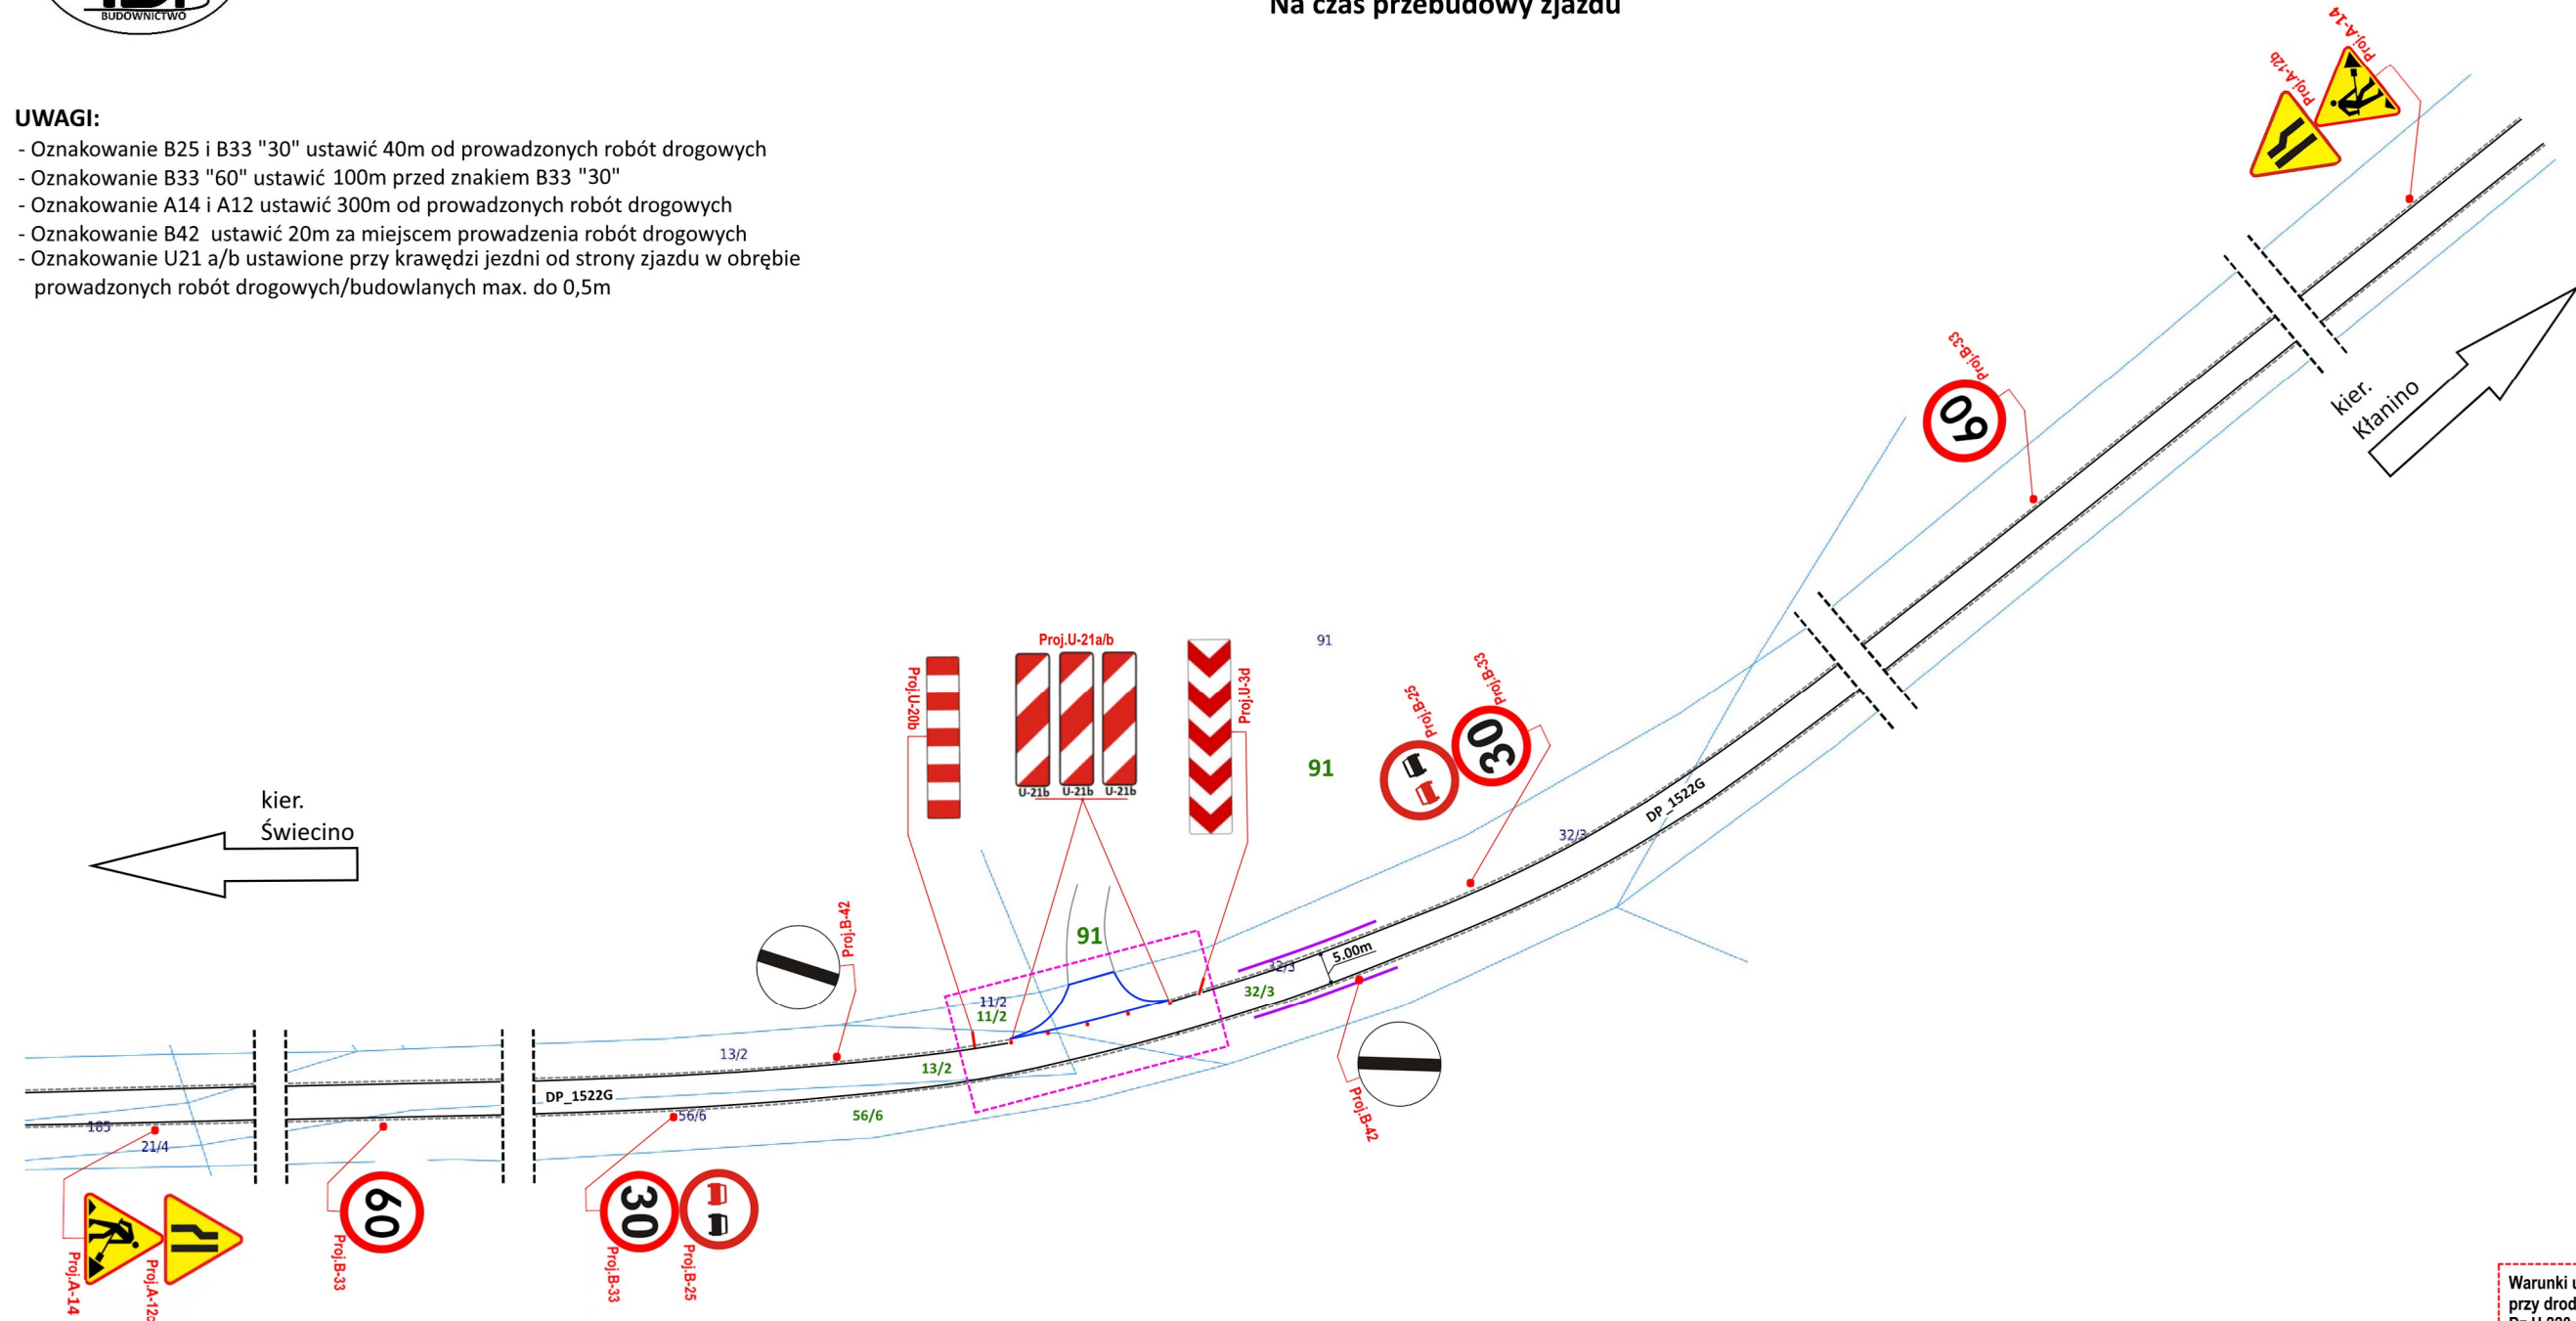 BUDOWNICTWO
Na czas przebudowy zjazdu
UWAGI:
- Oznakowanie B25 i B33 "30" ustawić 40m od prowadzonych robót drogowych
- Oznakowanie B33 "60" ustawić 100m przed znakiem B33 "30"
- Oznakowanie A14 i A12 ustawić 300m od prowadzonych robót drogowych
- Oznakowanie B42 ustawić 20m za miejscem prowadzenia robót drogowych
- Oznakowanie U21 a/b ustawione przy krawędzi jezdni od strony zjazdu w obrębie
prowadzonych robót drogowych/budowlanych max. do 0,5m
Proj.A-14
Proj.A-12b
Proj.B-33
60
kier.
Kłanino
Proj.U-20b
Proj.U-21a/b
U-21b
U-21b
U-21b
Proj.U-3d
91
91
Proj.B-25
Proj.B-33
30
DP_1522G
32/3
kier.
Świecino
Proj.B-42
91
5.00m
32/3
32/3
11/2
11/2
13/2
13/2
DP_1522G
56/6
56/6
185
21/4
Proj.B-42
60
30
Proj.A-14
Proj.B-33
Proj.B-33
Proj.B-25
Warunki
przy